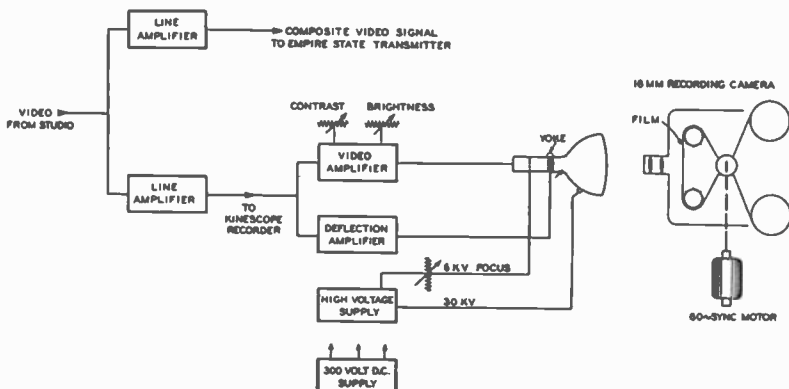 LINE
AMPLIFIER
COMPOSITE VIDEO SIGNAL
TO EMPIRE STATE TRANSMITTER
VIDEO
FROM STUDIO
LINE
AMPLIFIER
TO
KINESCOPE
RECORDER
CONTRAST
BRIGHTNESS
VIDEO
AMPLIFIER
YOKE
DEFLECTION
AMPLIFIER
6 KV FOCUS
HIGH VOLTAGE
SUPPLY
30 KV
300 VOLT D.C.
SUPPLY
16 MM RECORDING CAMERA
FILM
60~SYNC MOTOR